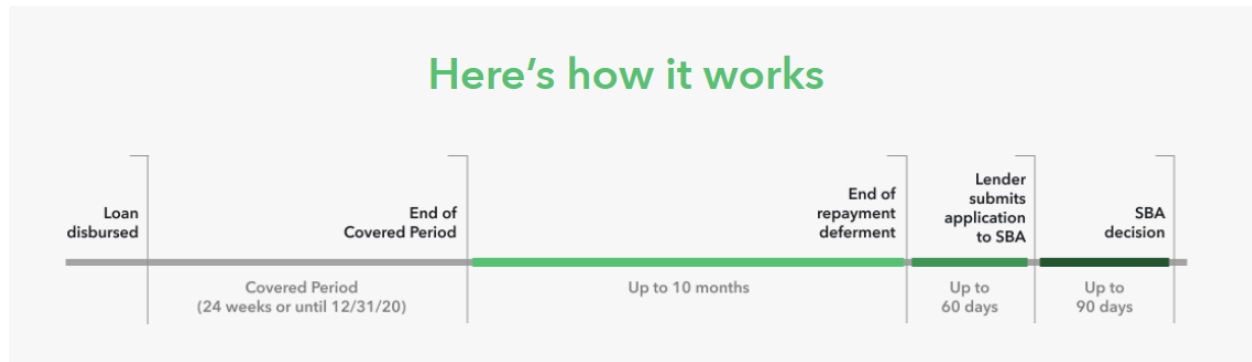 Here's how it works
Loan
disbursed
End of
Covered Period
End of
repayment
deferment
Lender
submits
application
to SBA
SBA
decision
Covered Period
(24 weeks or until 12/31/20)
Up to 10 months
Up to
60 days
Up to
90 days